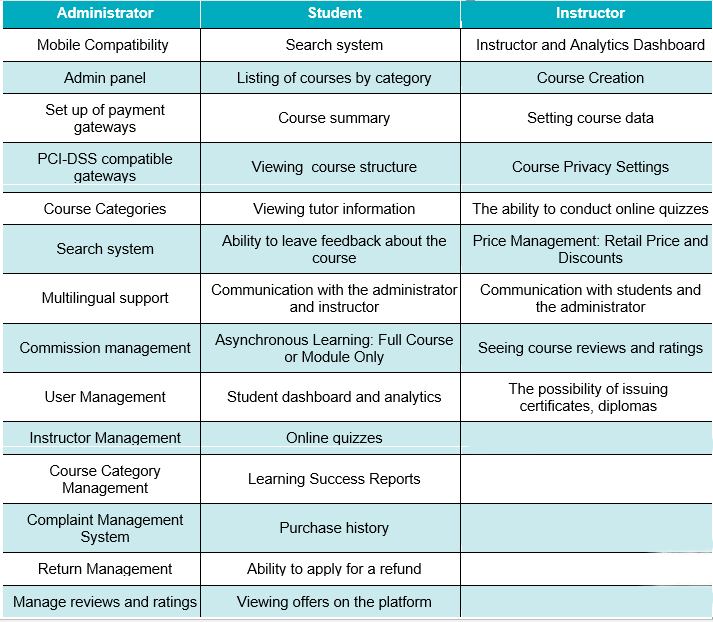 Administrator Student Instructor
Mobile Compatibility Search system Instructor and Analytics Dashboard
Admin panel Listing of courses by category Course Creation
Set up of payment
gateways
Course summary Setting course data
PCI-DSS compatible
gateways
Viewing course structure Course Privacy Settings
Course Categories Viewing tutor information The ability to conduct online quizzes
Search system
Ability to leave feedback about the
course
Price Management: Retail Price and
Discounts
Multilingual support
Communication with the administrator
and instructor
Communication with students and
the administrator
Commission management
Asynchronous Learning: Full Course
or Module Only
Seeing course reviews and ratings
User Management Student dashboard and analytics
The possibility of issuing
certificates, diplomas
Instructor Management Online quizzes
Course Category
Management
Learning Success Reports
Complaint Management
System
Purchase history
Return Management Ability to apply for a refund
Manage reviews and ratings Viewing offers on the platform